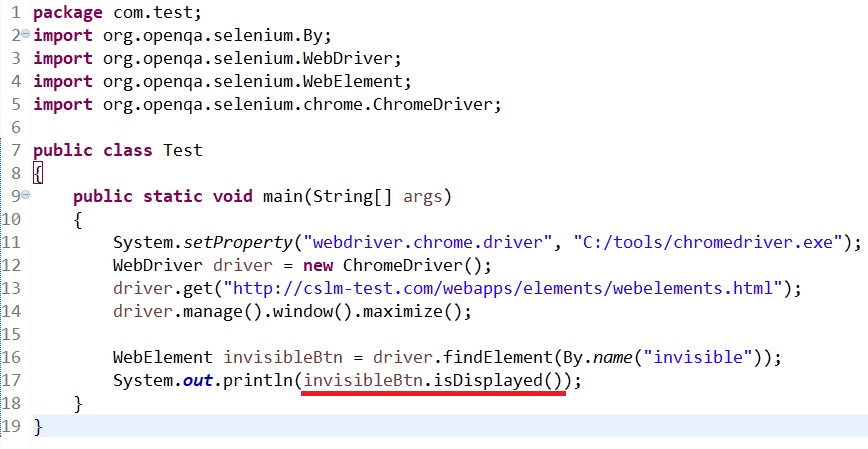 1 package com.test;
2 import org.openqa.selenium.By;
3 import org.openqa.selenium.WebDriver;
4 import org.openqa.selenium.WebElement;
5 import org.openqa.selenium.chrome.ChromeDriver;
6
7 public class Test
8 {
9     public static void main(String[] args)
10     {
11         System.setProperty("webdriver.chrome.driver", "C:/tools/chromedriver.exe");
12         WebDriver driver = new ChromeDriver();
13         driver.get("http://cslm-test.com/webapps/elements/webelements.html");
14         driver.manage().window().maximize();
15
16         WebElement invisibleBtn = driver.findElement(By.name("invisible"));
17         System.out.println(invisibleBtn.isDisplayed());
18     }
19 }